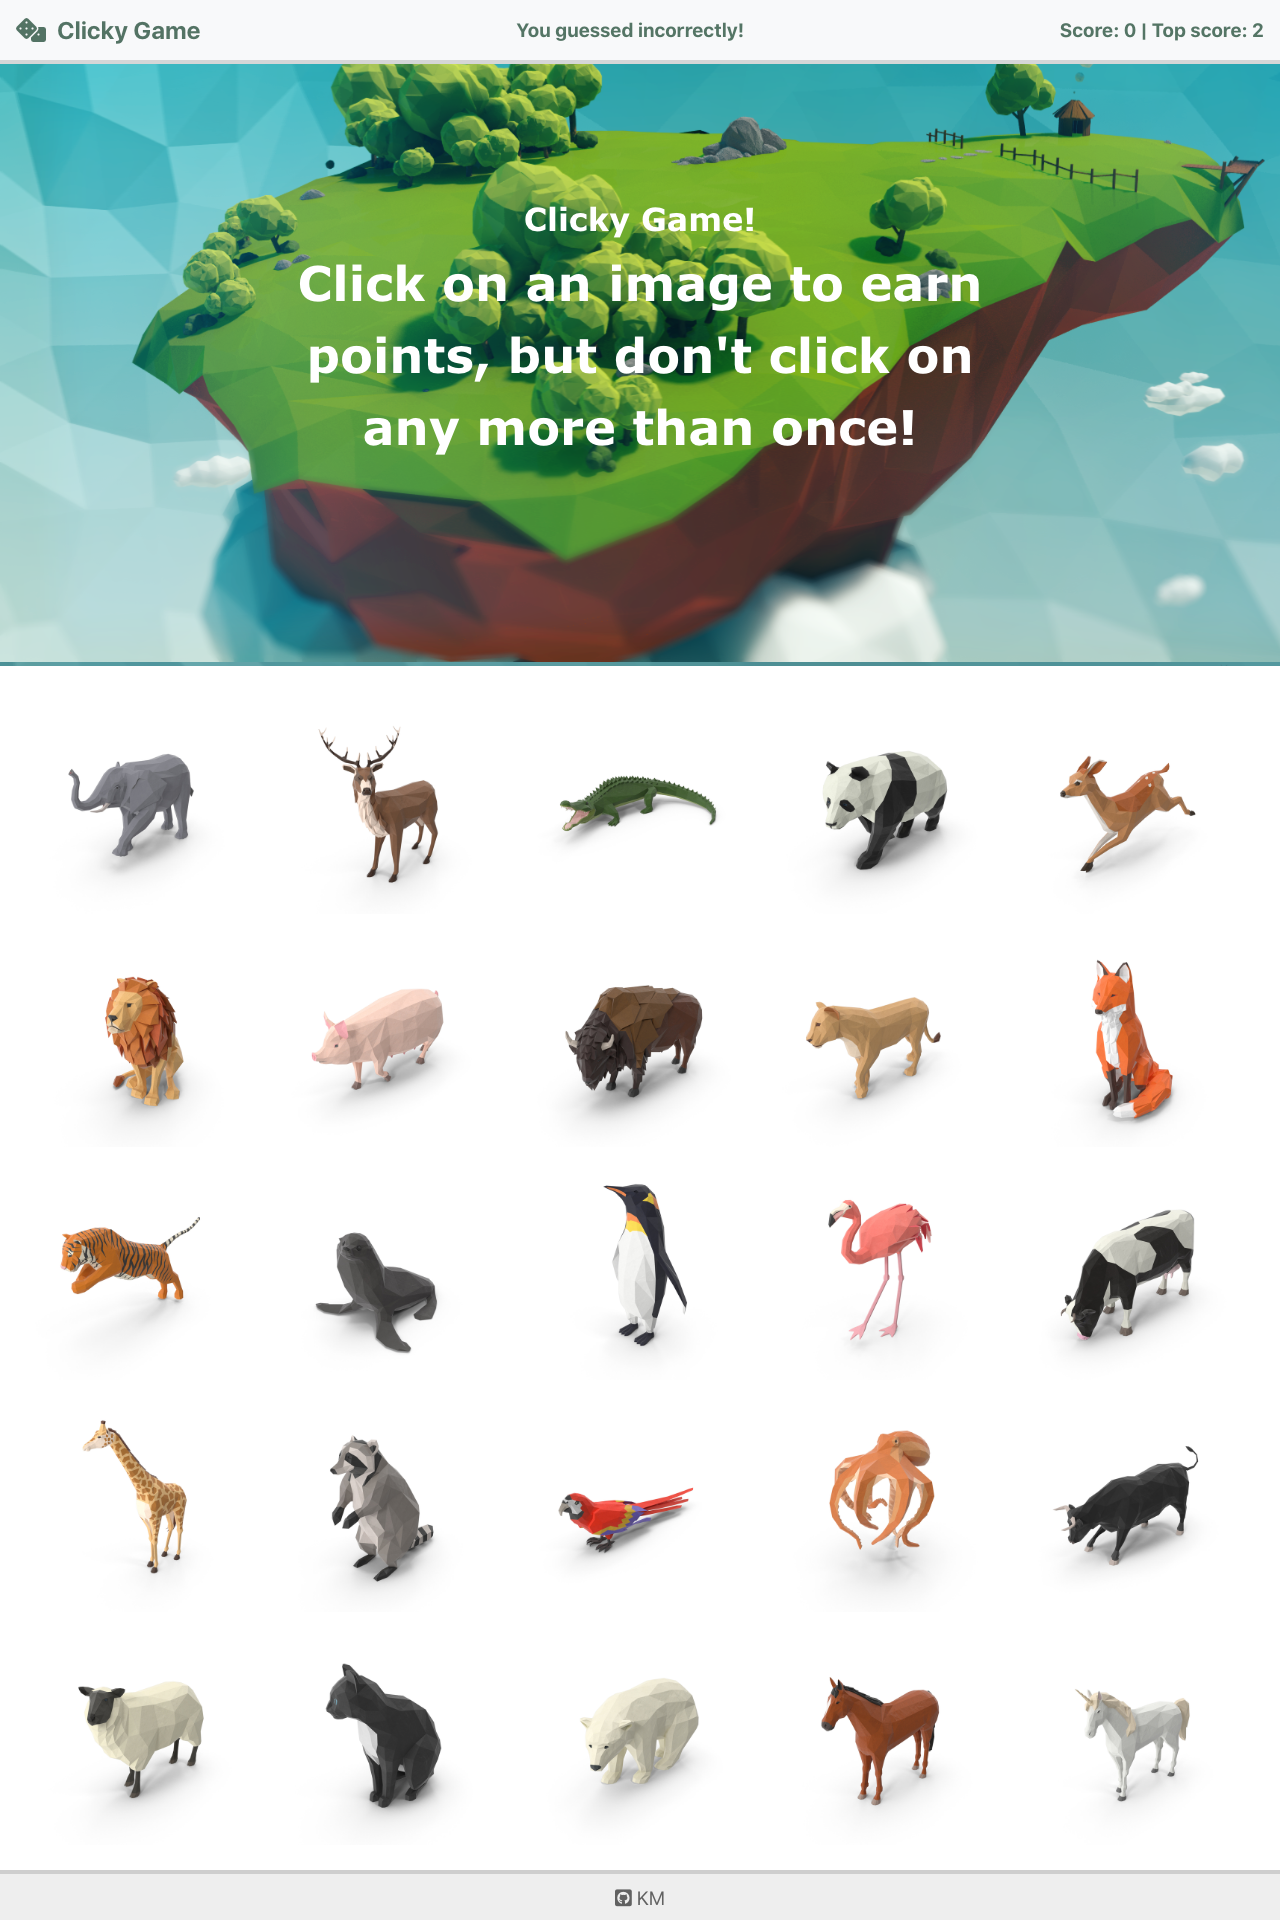 Clicky Game
You guessed incorrectly!
Score: 0 | Top score: 2
Clicky Game!
Click on an image to earn
points, but don't click on
any more than once!
KM